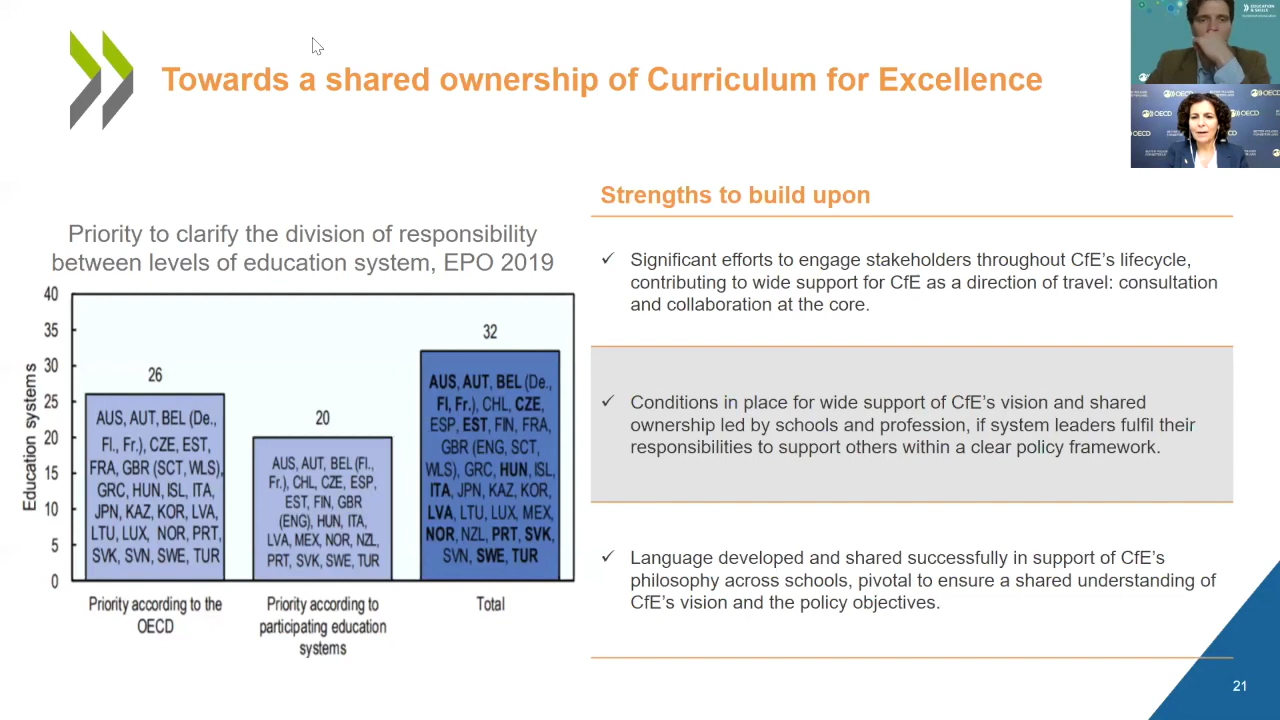 Towards a shared ownership of Curriculum for Excellence
EDUCATION
& SKILLS
OECD
OECD
OECD
OECD
Priority to clarify the division of responsibility
between levels of education system, EPO 2019
40
35
30
25
20
15
10
5
0
Education systems
26
AUS, AUT, BEL (De.,
Fl., Fr.), CZE, EST,
FRA, GBR (SCT, WLS),
GRC, HUN, ISL, ITA,
JPN, KAZ, KOR, LVA,
LTU, LUX, NOR, PRT,
SVK, SVN, SWE, TUR
20
AUS, AUT, BEL (Fl.,
Fr.), CHL, CZE, ESP,
EST, FIN, GBR
(ENG), HUN, ITA,
LVA, MEX, NOR, NZL,
PRT, SVK, SWE, TUR
32
AUS, AUT, BEL (De.,
Fl, Fr.), CHL, CZE,
ESP, EST, FIN, FRA,
GBR (ENG, SCT,
WLS), GRC, HUN, ISL,
ITA, JPN, KAZ, KOR,
LVA, LTU, LUX, MEX,
NOR, NZL, PRT, SVK,
SVN, SWE, TUR
Priority according to the
OECD
Priority according to
participating education
systems
Total
Strengths to build upon
✓ Significant efforts to engage stakeholders throughout CfE's lifecycle,
contributing to wide support for CfE as a direction of travel: consultation
and collaboration at the core.
✓ Conditions in place for wide support of CfE's vision and shared
ownership led by schools and profession, if system leaders fulfil their
responsibilities to support others within a clear policy framework.
✓ Language developed and shared successfully in support of CfE's
philosophy across schools, pivotal to ensure a shared understanding of
CfE's vision and the policy objectives.
21